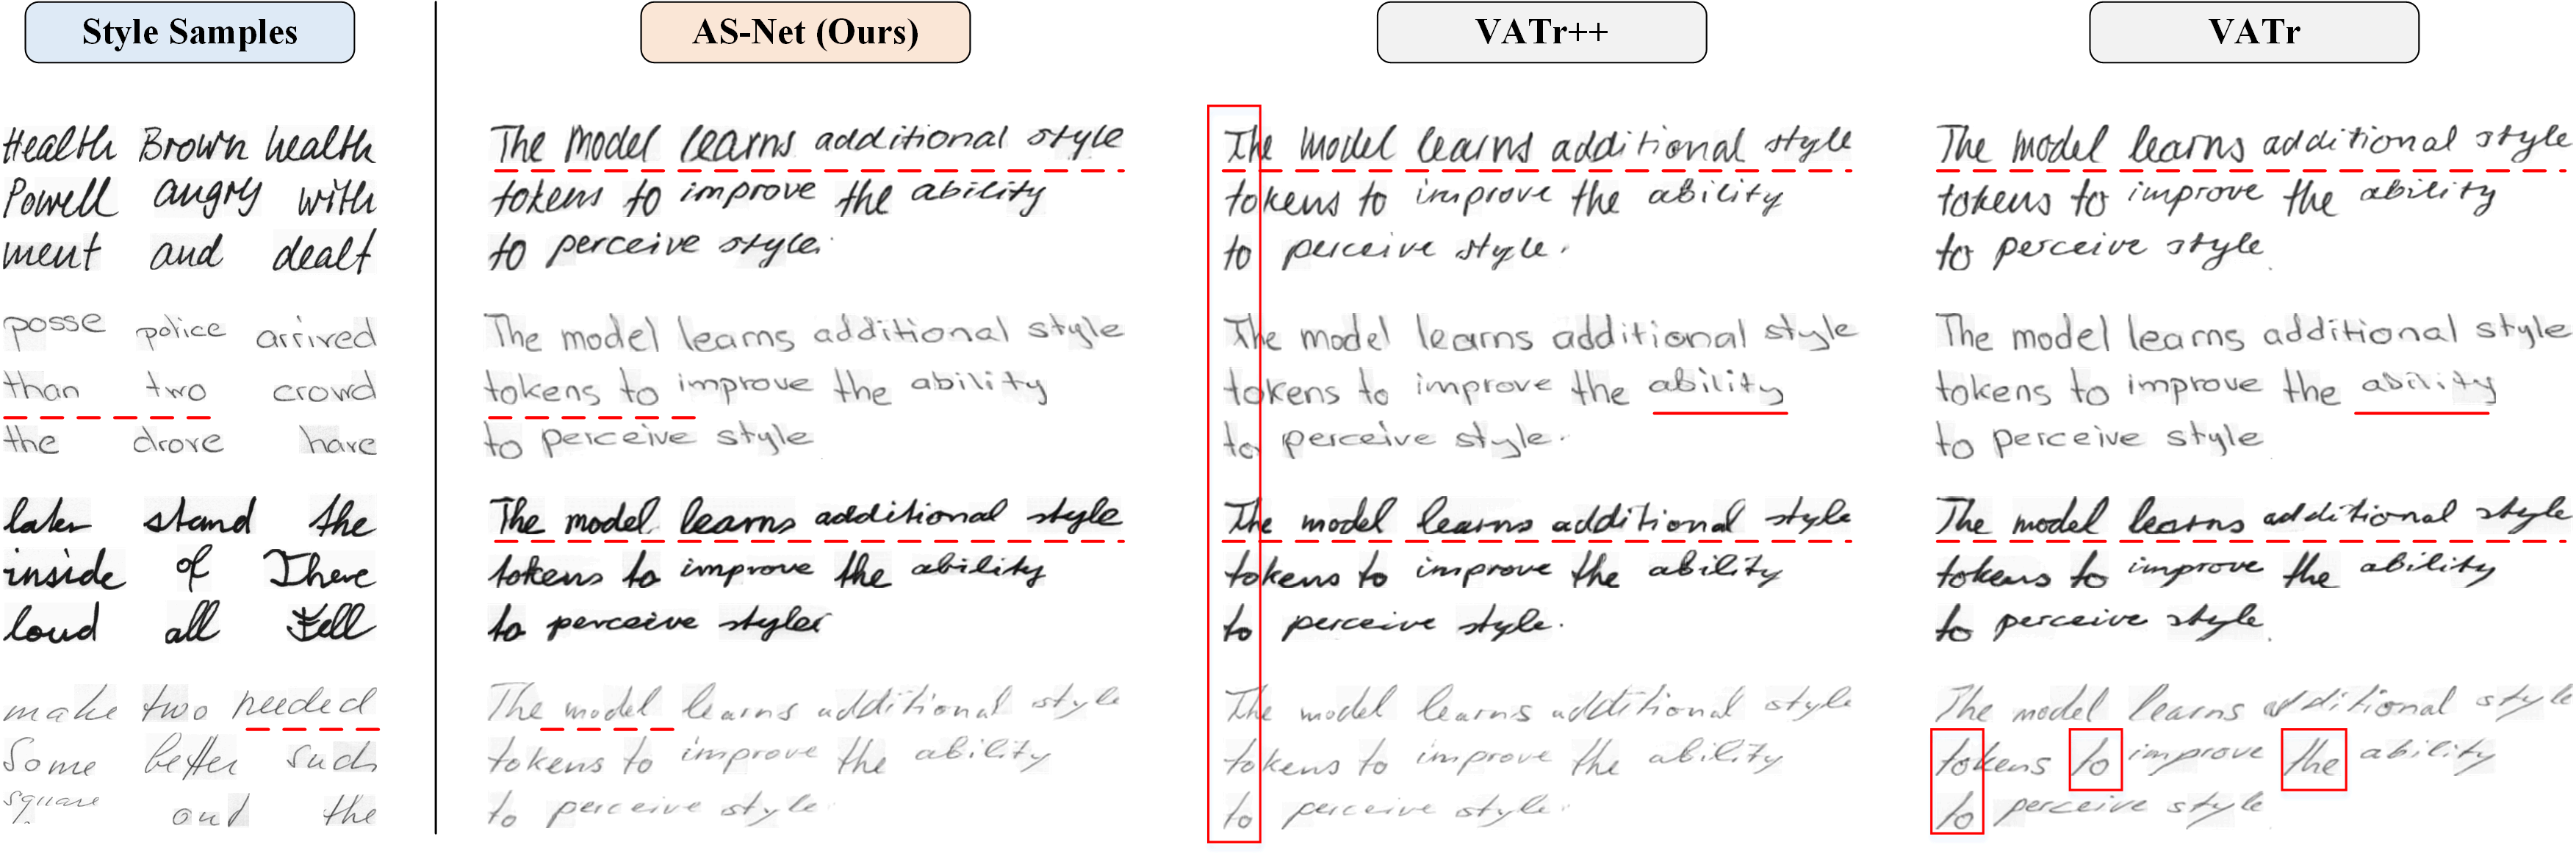 Style Samples
AS-Net (Ours)
VATr++
VATr
Health Brown health
Powell angry with
ment and dealt
The model learns additional style
tokens to improve the ability
to perceive style.
The model learns additional style
tokens to improve the ability
to perceive style.
The model learns additional style
tokens to improve the ability
to perceive style.
posse police arrived
than two crowd
the drove have
The model learns additional style
tokens to improve the ability
to perceive style
The model learns additional style
tokens to improve the ability
to perceive style.
The model learns additional style
tokens to improve the ability
to perceive style
later stand the
inside of There
loud all Fell
The model learns additional style
tokens to improve the ability
to perceive style
The model learns additional style
tokens to improve the ability
to perceive style.
The model learns additional style
tokens to improve the ability
to perceive style.
make two needed
Some better such
square and the
The model learns additional style
tokens to improve the ability
to perceive style
The model learns additional style
tokens to improve the ability
to perceive style.
The model learns additional style
tokens to improve the ability
to perceive style